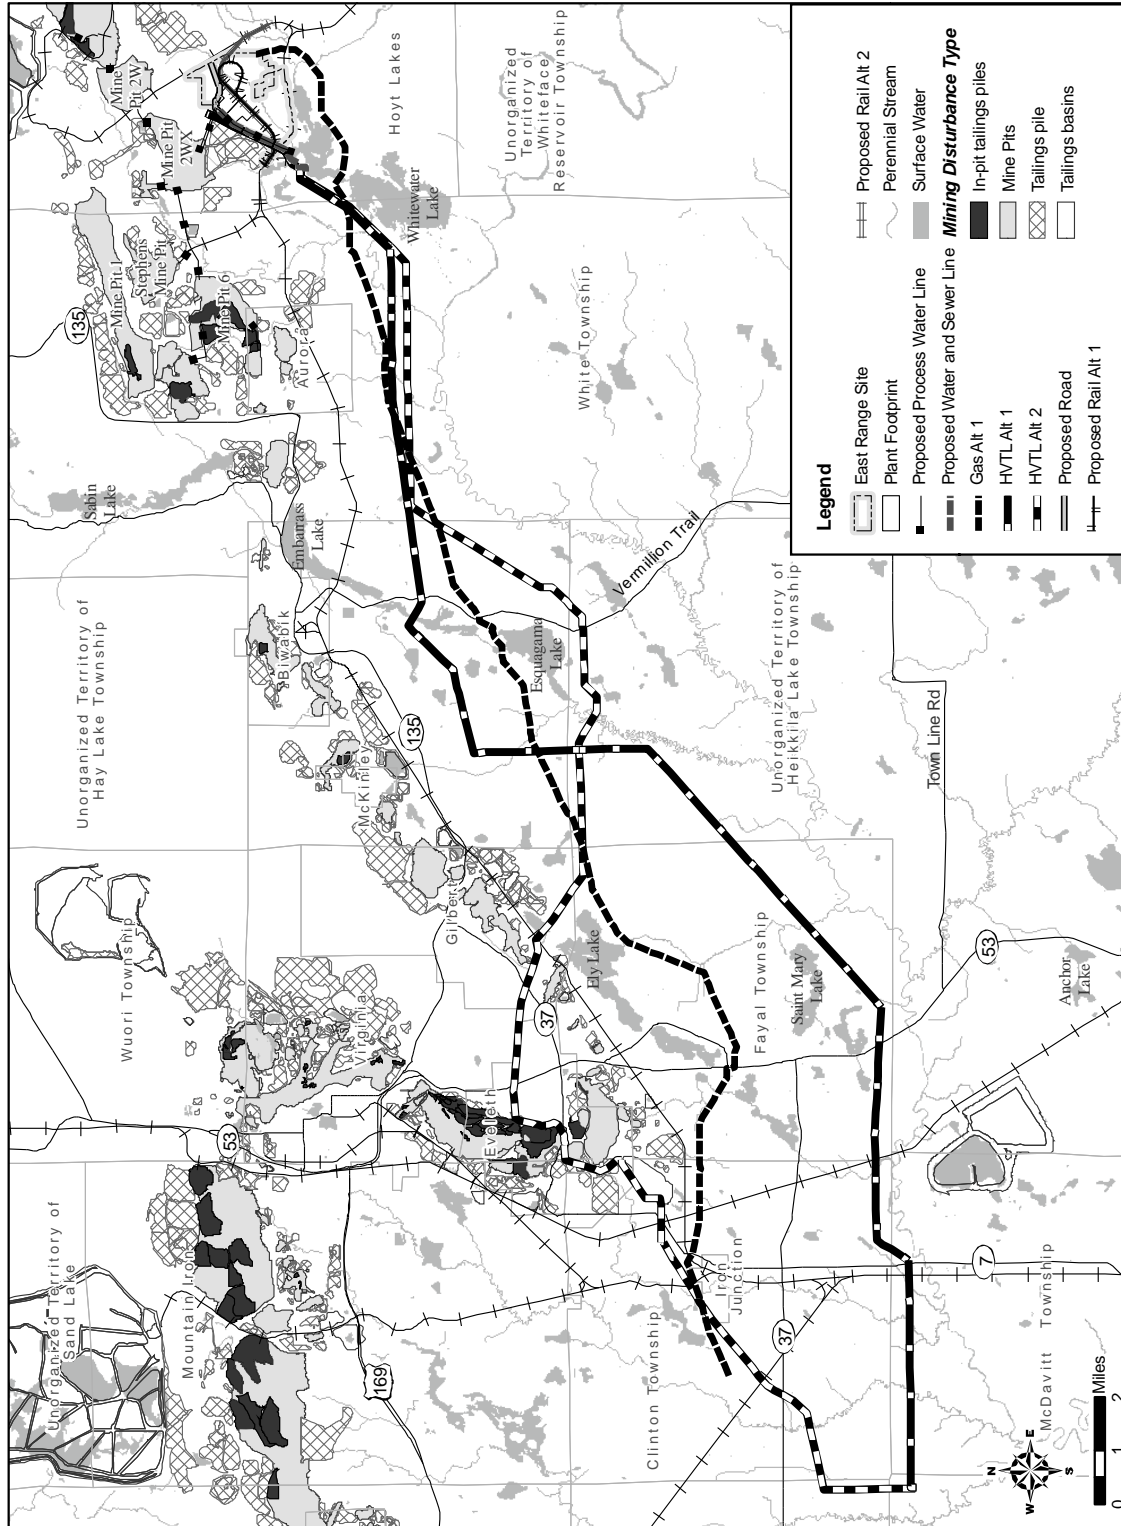 Unorganized Territory of
Sand Lake
Mountain Iron
169
53
Wuori Township
Virginia
Eveleth
Unorganized Territory of
Hay Lake Township
Gilbert
McKinley
Biwabik
135
37
Ely Lake
Embarrass
Lake
Sabin
Lake
135
Mine Pit 1
Stephens
Mine Pit
Mine Pit 6
Aurora
Mine Pit
2WX
Mine
Pit 2W
Hoyt Lakes
Whitewater
Lake
Unorganized
Territory of
Whiteface
Reservoir Township
White Township
Esquagama
Lake
Vermillion Trail
Unorganized Territory of
Heikkila Lake Township
Town Line Rd
Fayal Township
Saint Mary
Lake
53
Anchor
Lake
Iron
Junction
Clinton Township
37
7
McDavitt Township
N
E
S
W
0 1 2
Miles
Legend
East Range Site
Plant Footprint
Proposed Process Water Line
Proposed Water and Sewer Line
Gas Alt 1
HVTL Alt 1
HVTL Alt 2
Proposed Road
Proposed Rail Alt 1
Proposed Rail Alt 2
Perennial Stream
Surface Water
Mining Disturbance Type
In-pit tailings piles
Mine Pits
Tailings pile
Tailings basins